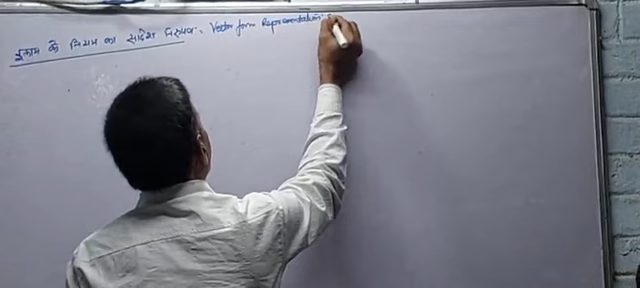 कूलाम के नियम का सदिश निरूपण : Vector form Representation :